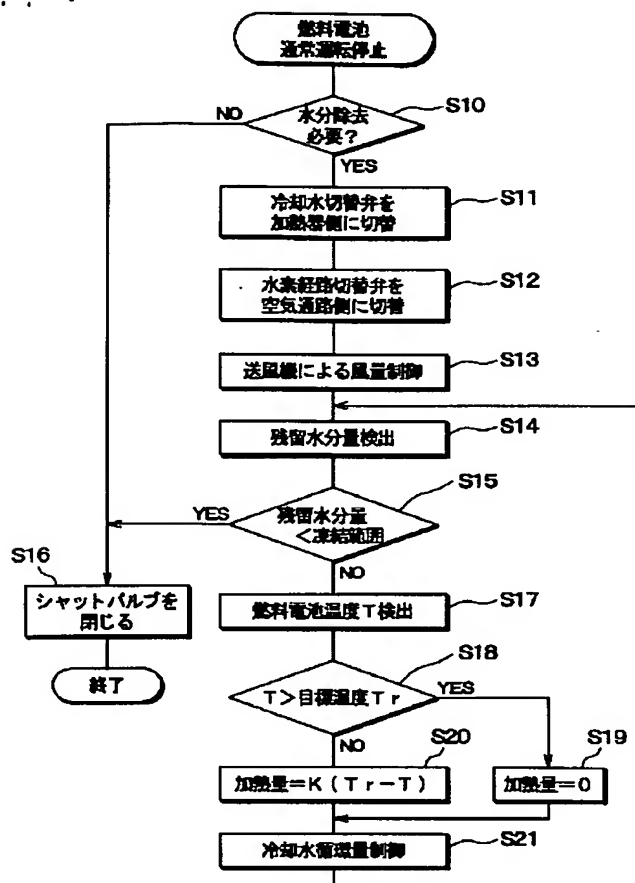 燃料電池
通常運転停止
S10
NO
水分除去
必要?
YES
S11
冷却水切替弁を
加熱器側に切替
S12
水素経路切替弁を
空気通路側に切替
S13
送風機による風量制御
S14
残留水分量検出
S15
YES
残留水分量
<凍結範囲
NO
S16
シャットバルブを
閉じる
終了
S17
燃料電池温度T検出
S18
T>目標温度Tr
YES
NO
S20
加熱量=K(Tr-T)
S19
加熱量=0
S21
冷却水循環量制御